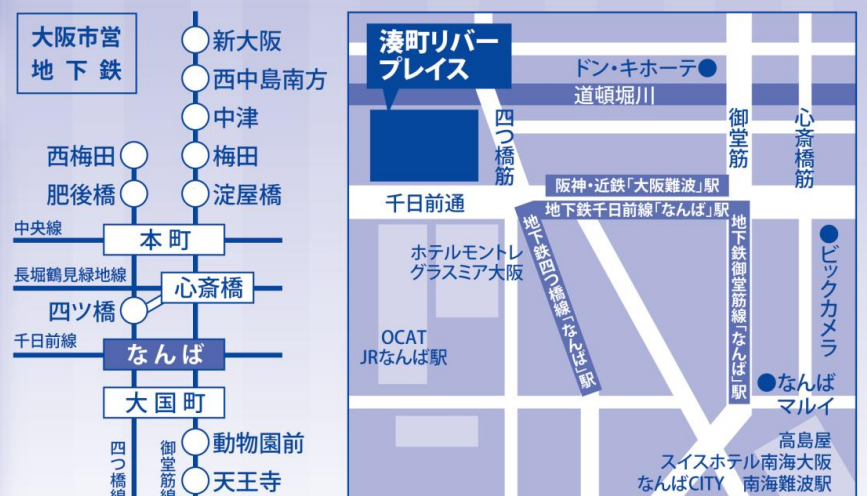 大阪市営
地下鉄
新大阪
西中島南方
中津
西梅田
梅田
肥後橋
淀屋橋
中央線
本町
長堀鶴見緑地線
心斎橋
四ツ橋
千日前線
なんば
大国町
動物園前
天王寺
四つ橋線
御堂筋線
湊町リバー
プレイス
ドン・キホーテ
道頓堀川
四つ橋筋
御堂筋
心斎橋筋
阪神・近鉄「大阪難波」駅
千日前通
地下鉄千日前線「なんば」駅
地下鉄四つ橋線「なんば」駅
地下鉄御堂筋線「なんば」駅
ホテルモントレ
グラスミア大阪
ビックカメラ
OCAT
JRなんば駅
なんば
マルイ
高島屋
スイスホテル南海大阪
なんばCITY 南海難波駅